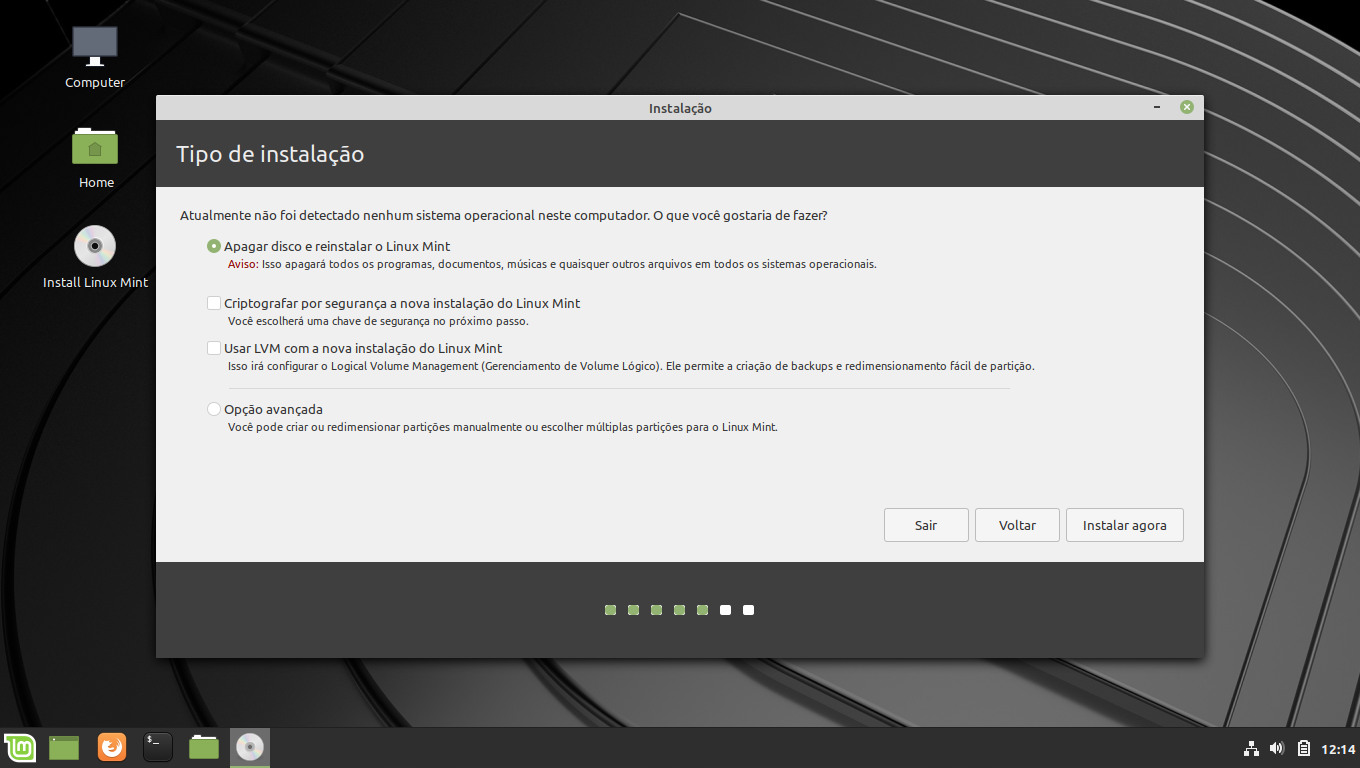 Computer
Home
Install Linux Mint
Instalação
Tipo de instalação
Atualmente não foi detectado nenhum sistema operacional neste computador. O que você gostaria de fazer?
Apagar disco e reinstalar o Linux Mint
Aviso: Isso apagará todos os programas, documentos, músicas e quaisquer outros arquivos em todos os sistemas operacionais.
Criptografar por segurança a nova instalação do Linux Mint
Você escolherá uma chave de segurança no próximo passo.
Usar LVM com a nova instalação do Linux Mint
Isso irá configurar o Logical Volume Management (Gerenciamento de Volume Lógico). Ele permite a criação de backups e redimensionamento fácil de partição.
Opção avançada
Você pode criar ou redimensionar partições manualmente ou escolher múltiplas partições para o Linux Mint.
Sair Voltar Instalar agora
$_ 12:14